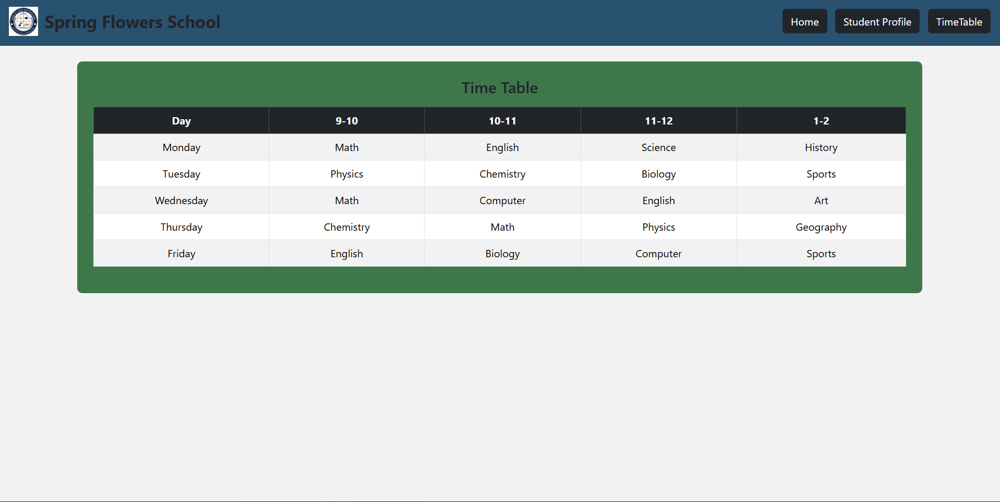 Spring Flowers School
Home Student Profile TimeTable
Time Table
Day 9-10 10-11 11-12 1-2
Monday Math English Science History
Tuesday Physics Chemistry Biology Sports
Wednesday Math Computer English Art
Thursday Chemistry Math Physics Geography
Friday English Biology Computer Sports